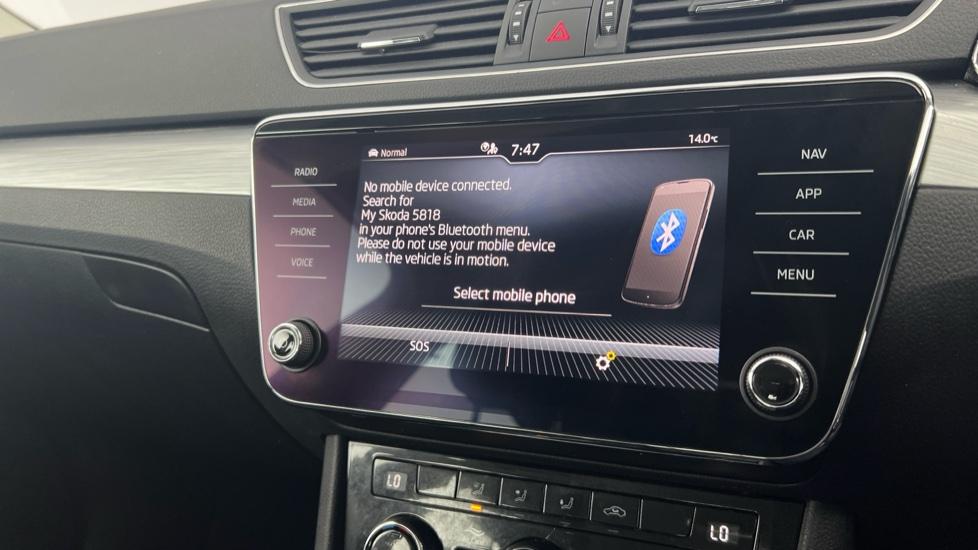 Normal 7:47 14.0°C
No mobile device connected.
Search for
My Skoda 5818
in your phone's Bluetooth menu.
Please do not use your mobile device
while the vehicle is in motion.
Select mobile phone
SOS
RADIO
MEDIA
PHONE
VOICE
NAV
APP
CAR
MENU
LO
LO